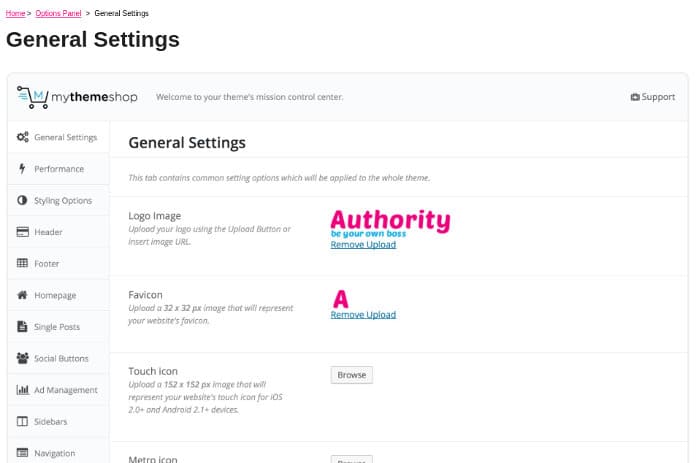 Home > Options Panel > General Settings
General Settings
mythemeshop
Welcome to your theme's mission control center.
Support
General Settings
Performance
Styling Options
Header
Footer
Homepage
Single Posts
Social Buttons
Ad Management
Sidebars
Navigation
General Settings
This tab contains common setting options which will be applied to the whole theme.
Logo Image
Upload your logo using the Upload Button or
insert image URL.
Authority
be your own boss
Remove Upload
Favicon
Upload a 32 x 32 px image that will represent
your website's favicon.
A
Remove Upload
Touch icon
Upload a 152 x 152 px image that will
represent your website's touch icon for iOS
2.0+ and Android 2.1+ devices.
Browse
Metro icon
Browse